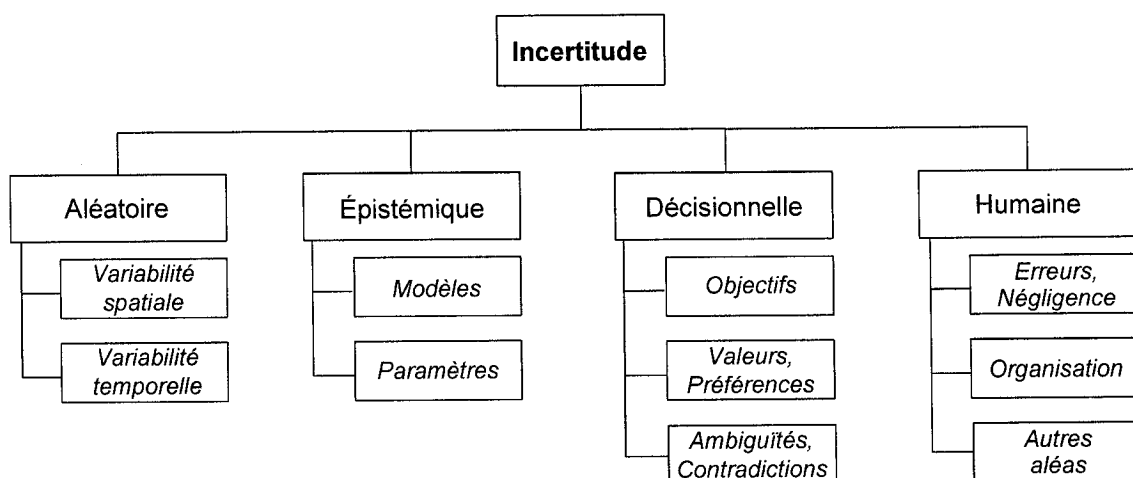 Incertitude
Aléatoire
Variabilité
spatiale
Variabilité
temporelle
Épistémique
Modèles
Paramètres
Décisionnelle
Objectifs
Valeurs,
Préférences
Ambiguïtés,
Contradictions
Humaine
Erreurs,
Négligence
Organisation
Autres
aléas